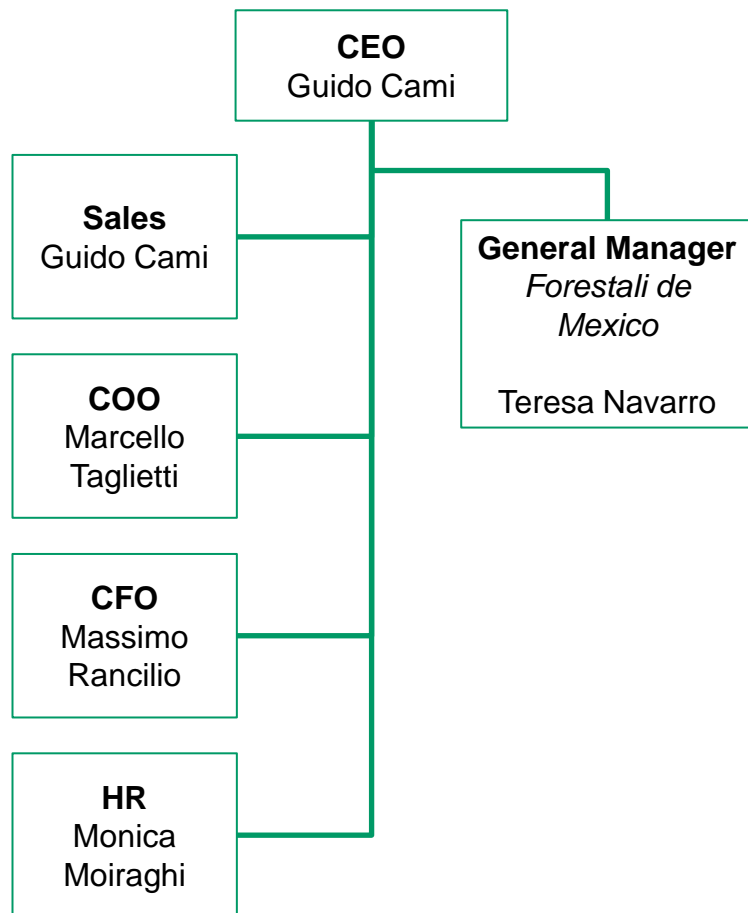 CEO
Guido Cami
Sales
Guido Cami
General Manager
Forestali de
Mexico
Teresa Navarro
COO
Marcello
Taglietti
CFO
Massimo
Rancilio
HR
Monica
Moiraghi